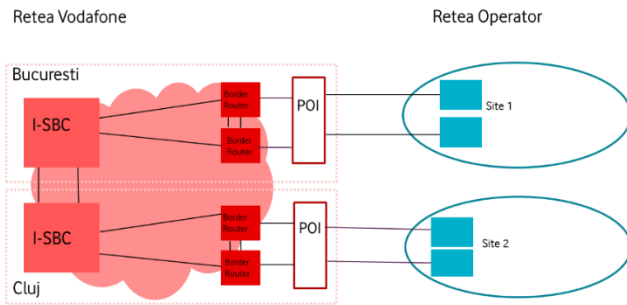 Retea Vodafone
Retea Operator
Bucuresti
I-SBC
Border
Router
Border
Router
POI
Site 1
I-SBC
Border
Router
Border
Router
POI
Site 2
Cluj